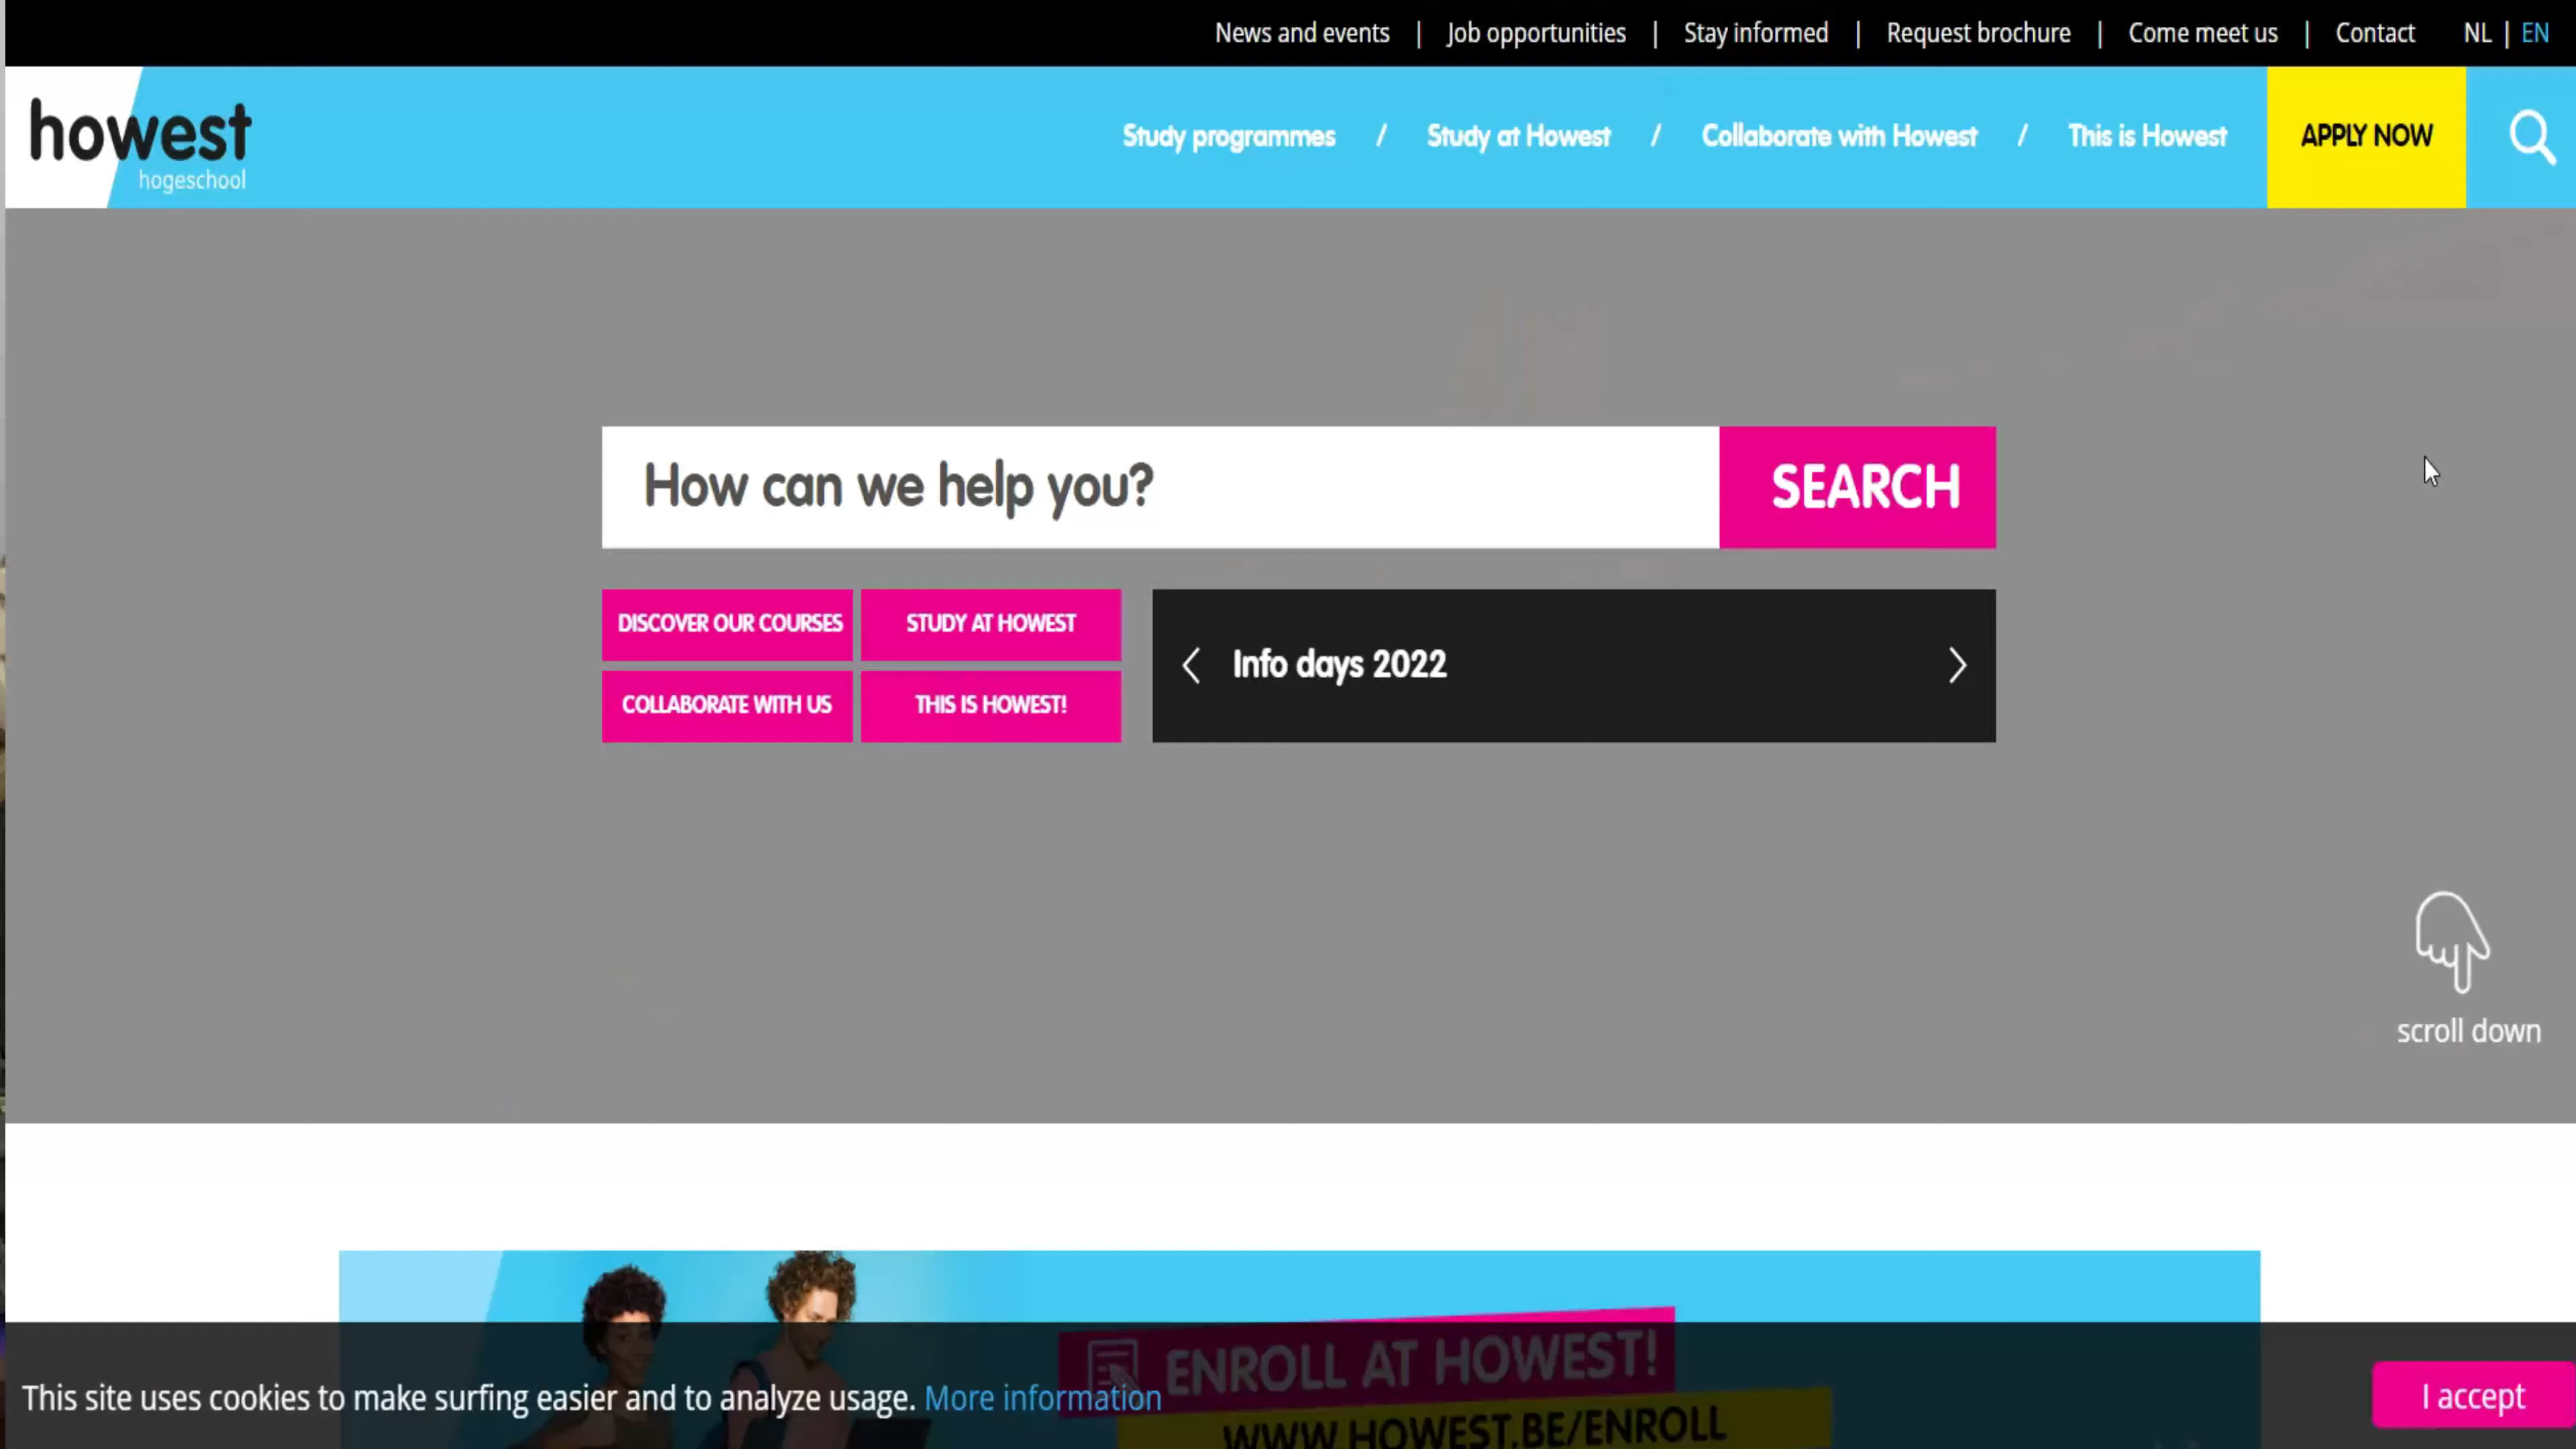 News and events | Job opportunities | Stay informed | Request brochure | Come meet us | Contact NL | EN
howest
hogeschool
Study programmes / Study at Howest / Collaborate with Howest / This is Howest APPLY NOW
How can we help you? SEARCH
DISCOVER OUR COURSES STUDY AT HOWEST
COLLABORATE WITH US THIS IS HOWEST!
Info days 2022
scroll down
ENROLL AT HOWEST!
WWW.HOWEST.BE/ENROLL
This site uses cookies to make surfing easier and to analyze usage. More information I accept